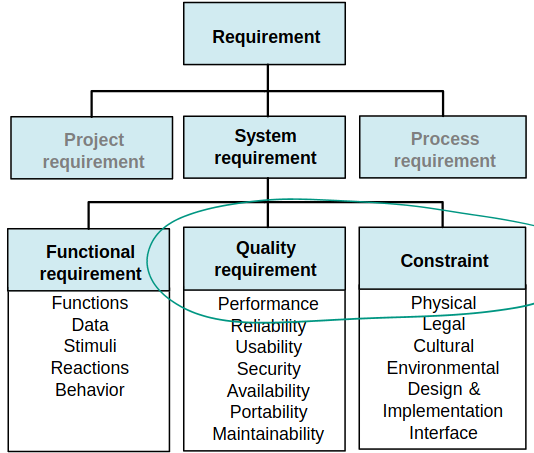 Requirement
Project
requirement
System
requirement
Process
requirement
Functional
requirement
Functions
Data
Stimuli
Reactions
Behavior
Quality
requirement
Performance
Reliability
Usability
Security
Availability
Portability
Maintainability
Constraint
Physical
Legal
Cultural
Environmental
Design &
Implementation
Interface